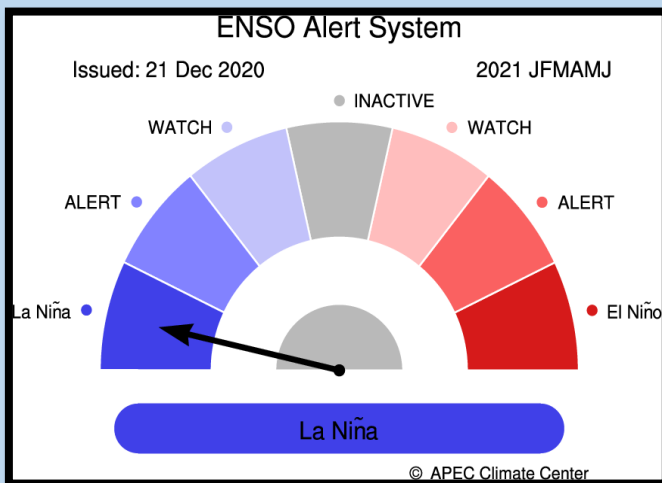 ENSO Alert System
Issued: 21 Dec 2020
2021 JFMAMJ
INACTIVE
WATCH
WATCH
ALERT
ALERT
La Niña
El Niño
La Niña
© APEC Climate Center